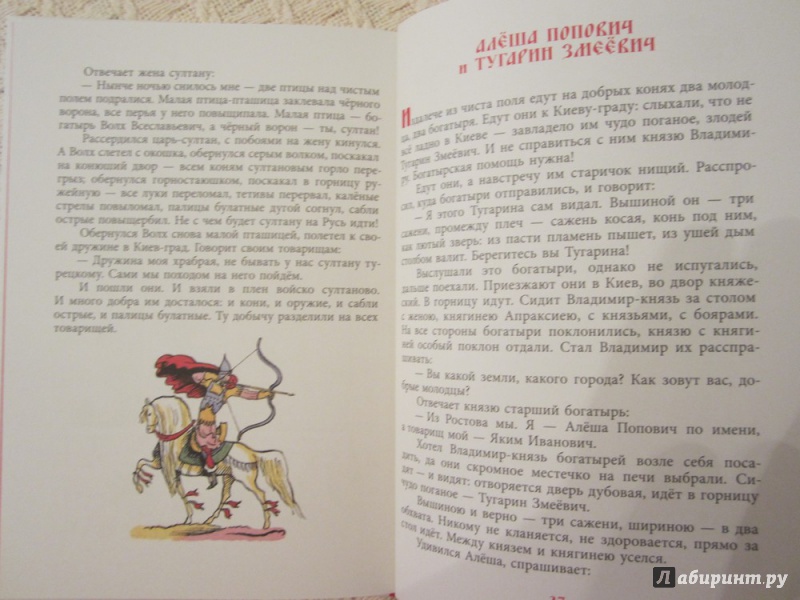 Отвечает жена султану:
— Нынче ночью снилось мне — две птицы над чистым
полем подралися. Малая птица-пташица заклевала чёрного
ворона, все перья у него повыщипала. Малая птица — бо-
гатырь Волх Всеславьевич, а чёрный ворон — ты, султан!
Рассердился царь-султан, с побоями на жену кинулся.
А Волх слетел с окошка, обернулся серым волком, поскакал
на конюший двор — всем коням султановым горло пере-
грыз; обернулся горностаюшком, поскакал в горницу ру-
жейную — все луки переломал, тетивы перервал, калёные
стрелы повыломал, палицы булатные дугой согнул, сабли
острые повыщербил. Не с чем будет султану на Русь идти!
Обернулся Волх снова малой пташицей, полетел к сво-
ей дружине в Киев-град. Говорит своим товарищам:
— Дружина моя храбрая, не бывать у нас султану ту-
рецкому. Сами мы походом на него пойдём.
И пошли они. И взяли в плен войско султаново.
И много добра им досталося: и кони, и оружие, и сабли
острые, и палицы булатные. Ту добычу разделили на всех
товарищей.
АЛЁША ПОПОВИЧ
и ТУГАРИН ЗМЕЁВИЧ
Издалече из чиста поля едут на добрых конях два молод-
ца, два богатыря. Едут они к Киеву-граду: слыхали, что не
всё ладно в Киеве — завладело им чудо поганое, злодей
Тугарин Змеёвич. И не справиться с ним князю Владими-
ру. Богатырская помощь нужна!
Едут они, а навстречу им старичок нищий. Расспро-
сил, куда богатыри отправились, и говорит:
— Я этого Тугарина сам видал. Вышиной он — три
сажени, промеж плеч — сажень косая, конь под ним,
как лютый зверь: из пасти пламень пышет, из ушей дым
столбом валит. Берегитесь вы Тугарина!
Выслушали это богатыри, однако не испугались,
дальше поехали. Приезжают они в Киев, во двор княже-
ский. В горницу идут. Сидит Владимир-князь за столом
с женою, княгинею Апраксиею, с князьями, с боярами.
На все стороны богатыри поклонились, князю с княги-
ней особый поклон отдали. Стал Владимир их расспра-
шивать:
— Вы какой земли, какого города? Как зовут вас, до-
брые молодцы?
Отвечает князю старший богатырь:
— Из Ростова мы. Я — Алёша Попович по имени,
а товарищ мой — Яким Иванович.
Хотел Владимир-князь богатырей возле себя поса-
дить, да они скромное местечко на печи выбрали. Си-
дят — и видят: отворяется дверь дубовая, идёт в горницу
чудо поганое — Тугарин Змеёвич.
Вышиною и верно — три сажени, шириною — в два
обхвата. Никому не кланяется, не здоровается, прямо за
стол идёт. Между князем и княгинею уселся.
Удивился Алёша, спрашивает:
Лабиринт.ру